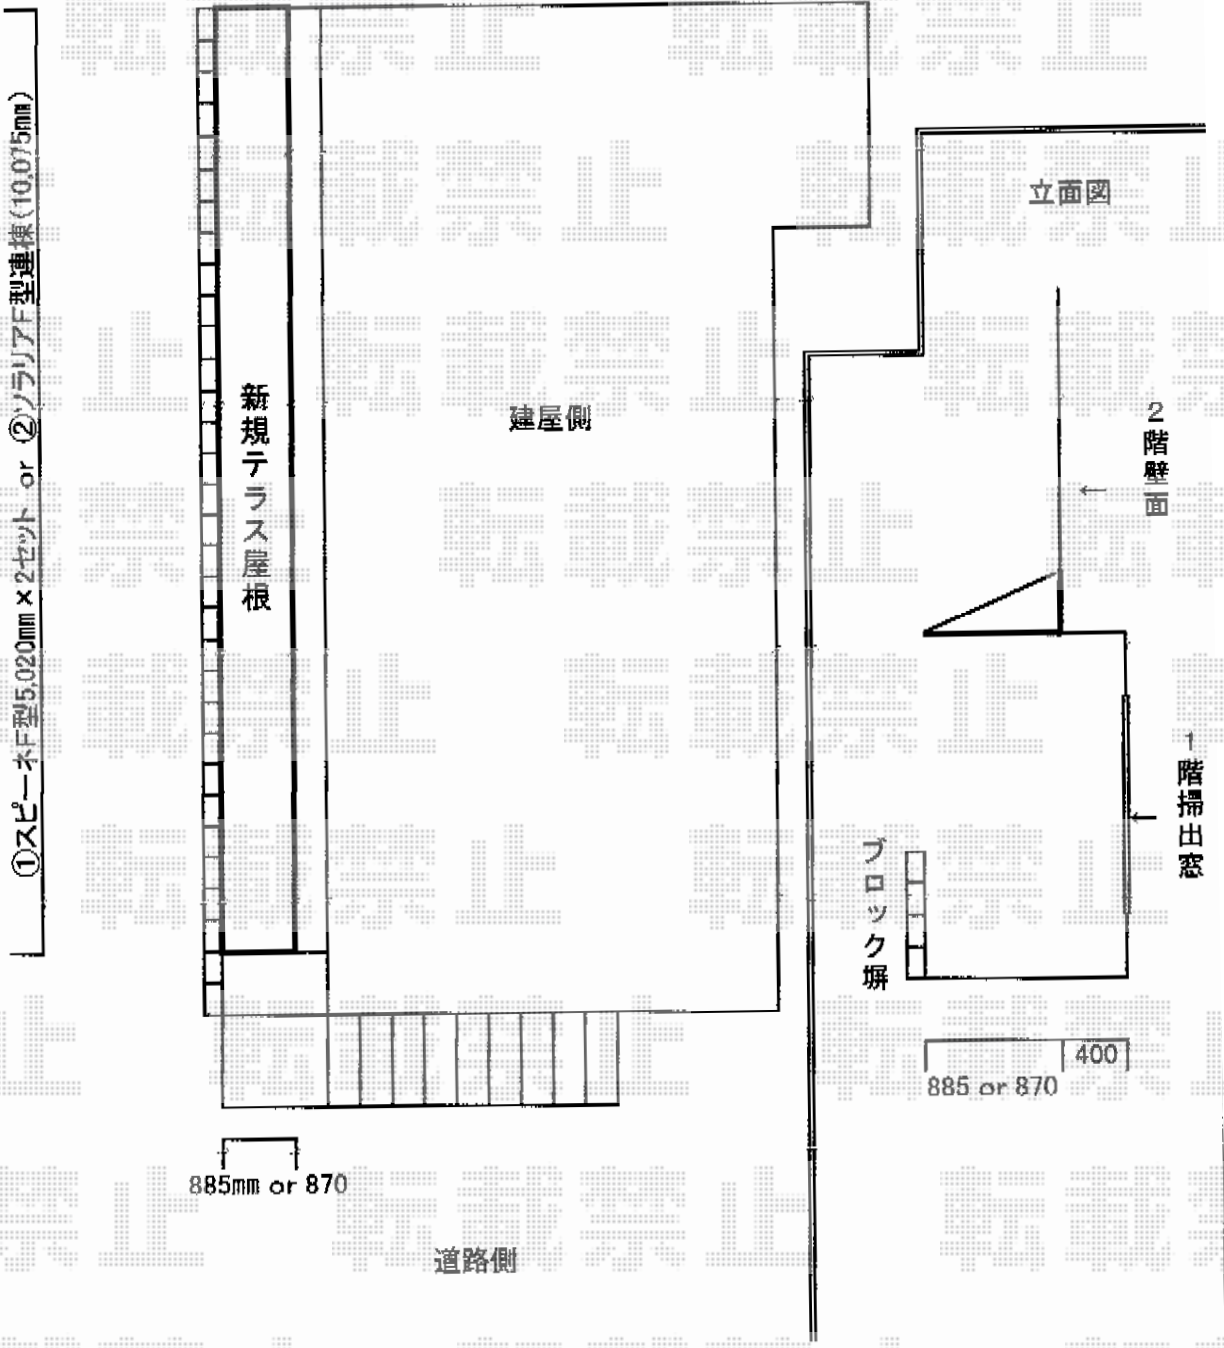 ①スピーネF型5,020mm×2セット or ②ソラリアF型連棟(10,075mm)
新規テラス屋根
建屋側
885mm or 870
道路側
立面図
2階壁面
←
1階掃出窓
←
ブロック塀
400
885 or 870
転載禁止